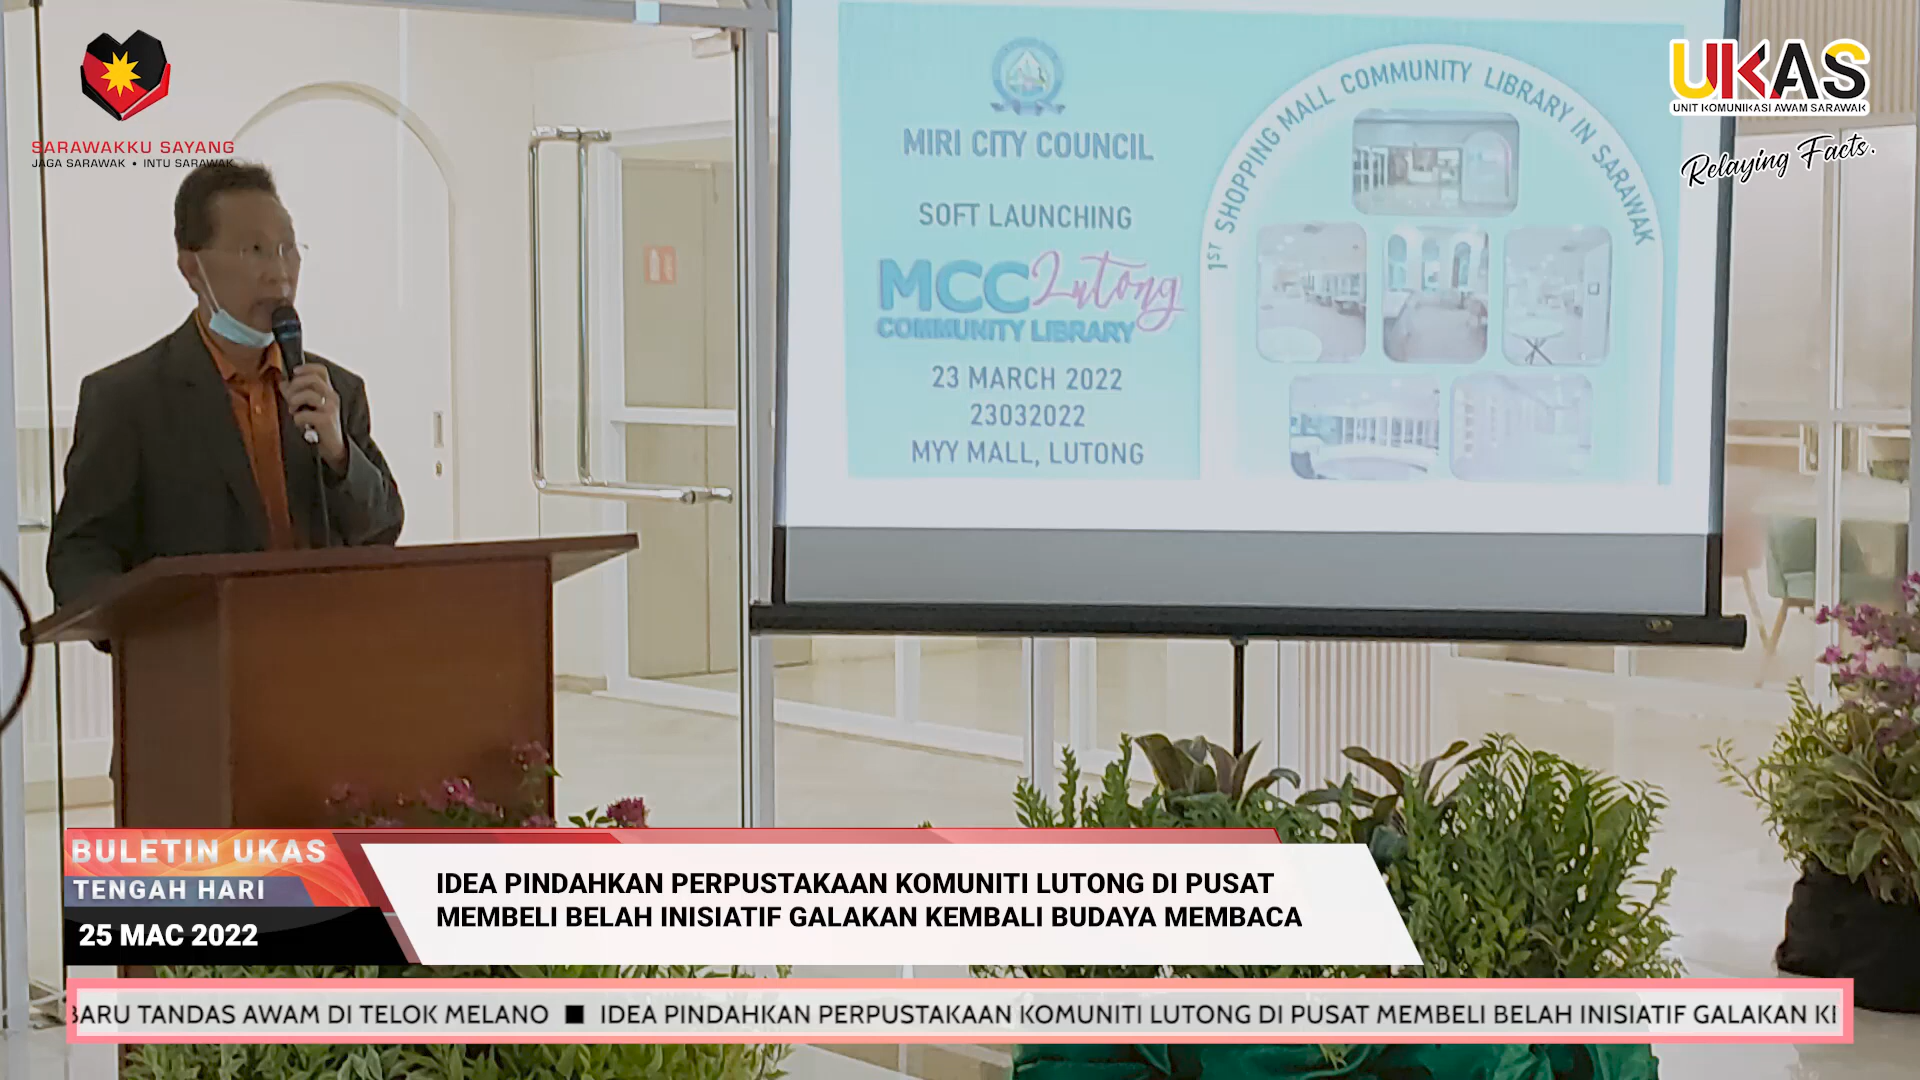 SARAWAKKU SAYANG
JAGA SARAWAK • INTU SARAWAK
UKAS
UNIT KOMUNIKASI AWAM SARAWAK
Relaying Facts.
MIRI CITY COUNCIL
SOFT LAUNCHING
MCC Lutong
COMMUNITY LIBRARY
23 MARCH 2022
23032022
MYY MALL, LUTONG
1ST SHOPPING MALL COMMUNITY LIBRARY IN SARAWAK
BULETIN UKAS
TENGAH HARI
25 MAC 2022
IDEA PINDAHKAN PERPUSTAKAAN KOMUNITI LUTONG DI PUSAT
MEMBELI BELAH INISIATIF GALAKAN KEMBALI BUDAYA MEMBACA
BARU TANDAS AWAM DI TELOK MELANO ■ IDEA PINDAHKAN PERPUSTAKAAN KOMUNITI LUTONG DI PUSAT MEMBELI BELAH INISIATIF GALAKAN